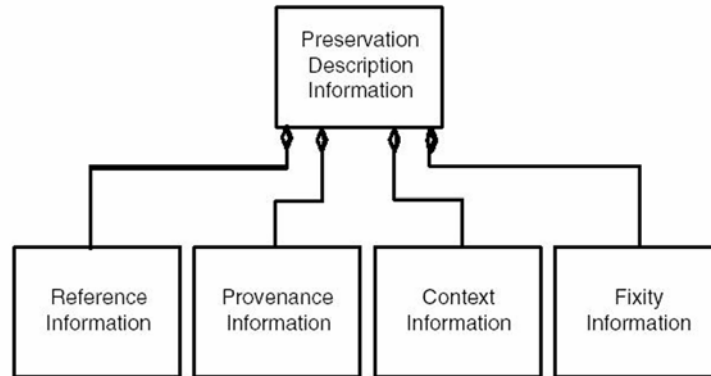 Preservation
Description
Information
Reference
Information
Provenance
Information
Context
Information
Fixity
Information